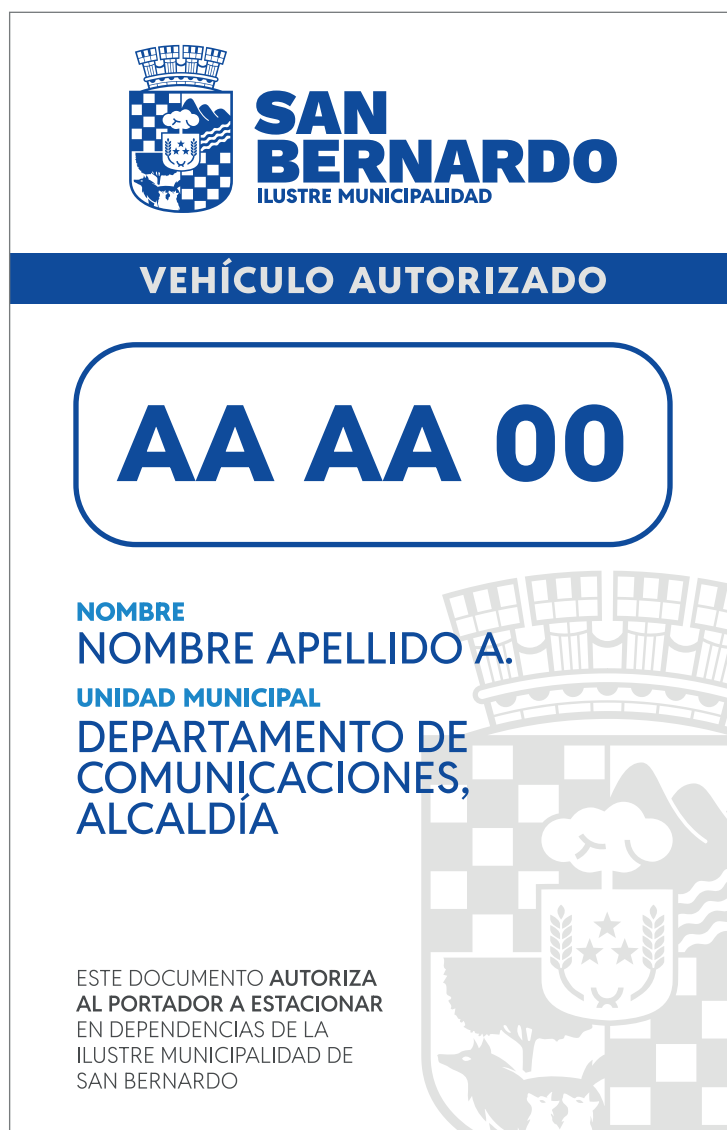 SAN
BERNARDO
ILUSTRE MUNICIPALIDAD
VEHÍCULO AUTORIZADO
AA AA 00
NOMBRE
NOMBRE APELLIDO A.
UNIDAD MUNICIPAL
DEPARTAMENTO DE
COMUNICACIONES,
ALCALDÍA
ESTE DOCUMENTO AUTORIZA
AL PORTADOR A ESTACIONAR
EN DEPENDENCIAS DE LA
ILUSTRE MUNICIPALIDAD DE
SAN BERNARDO